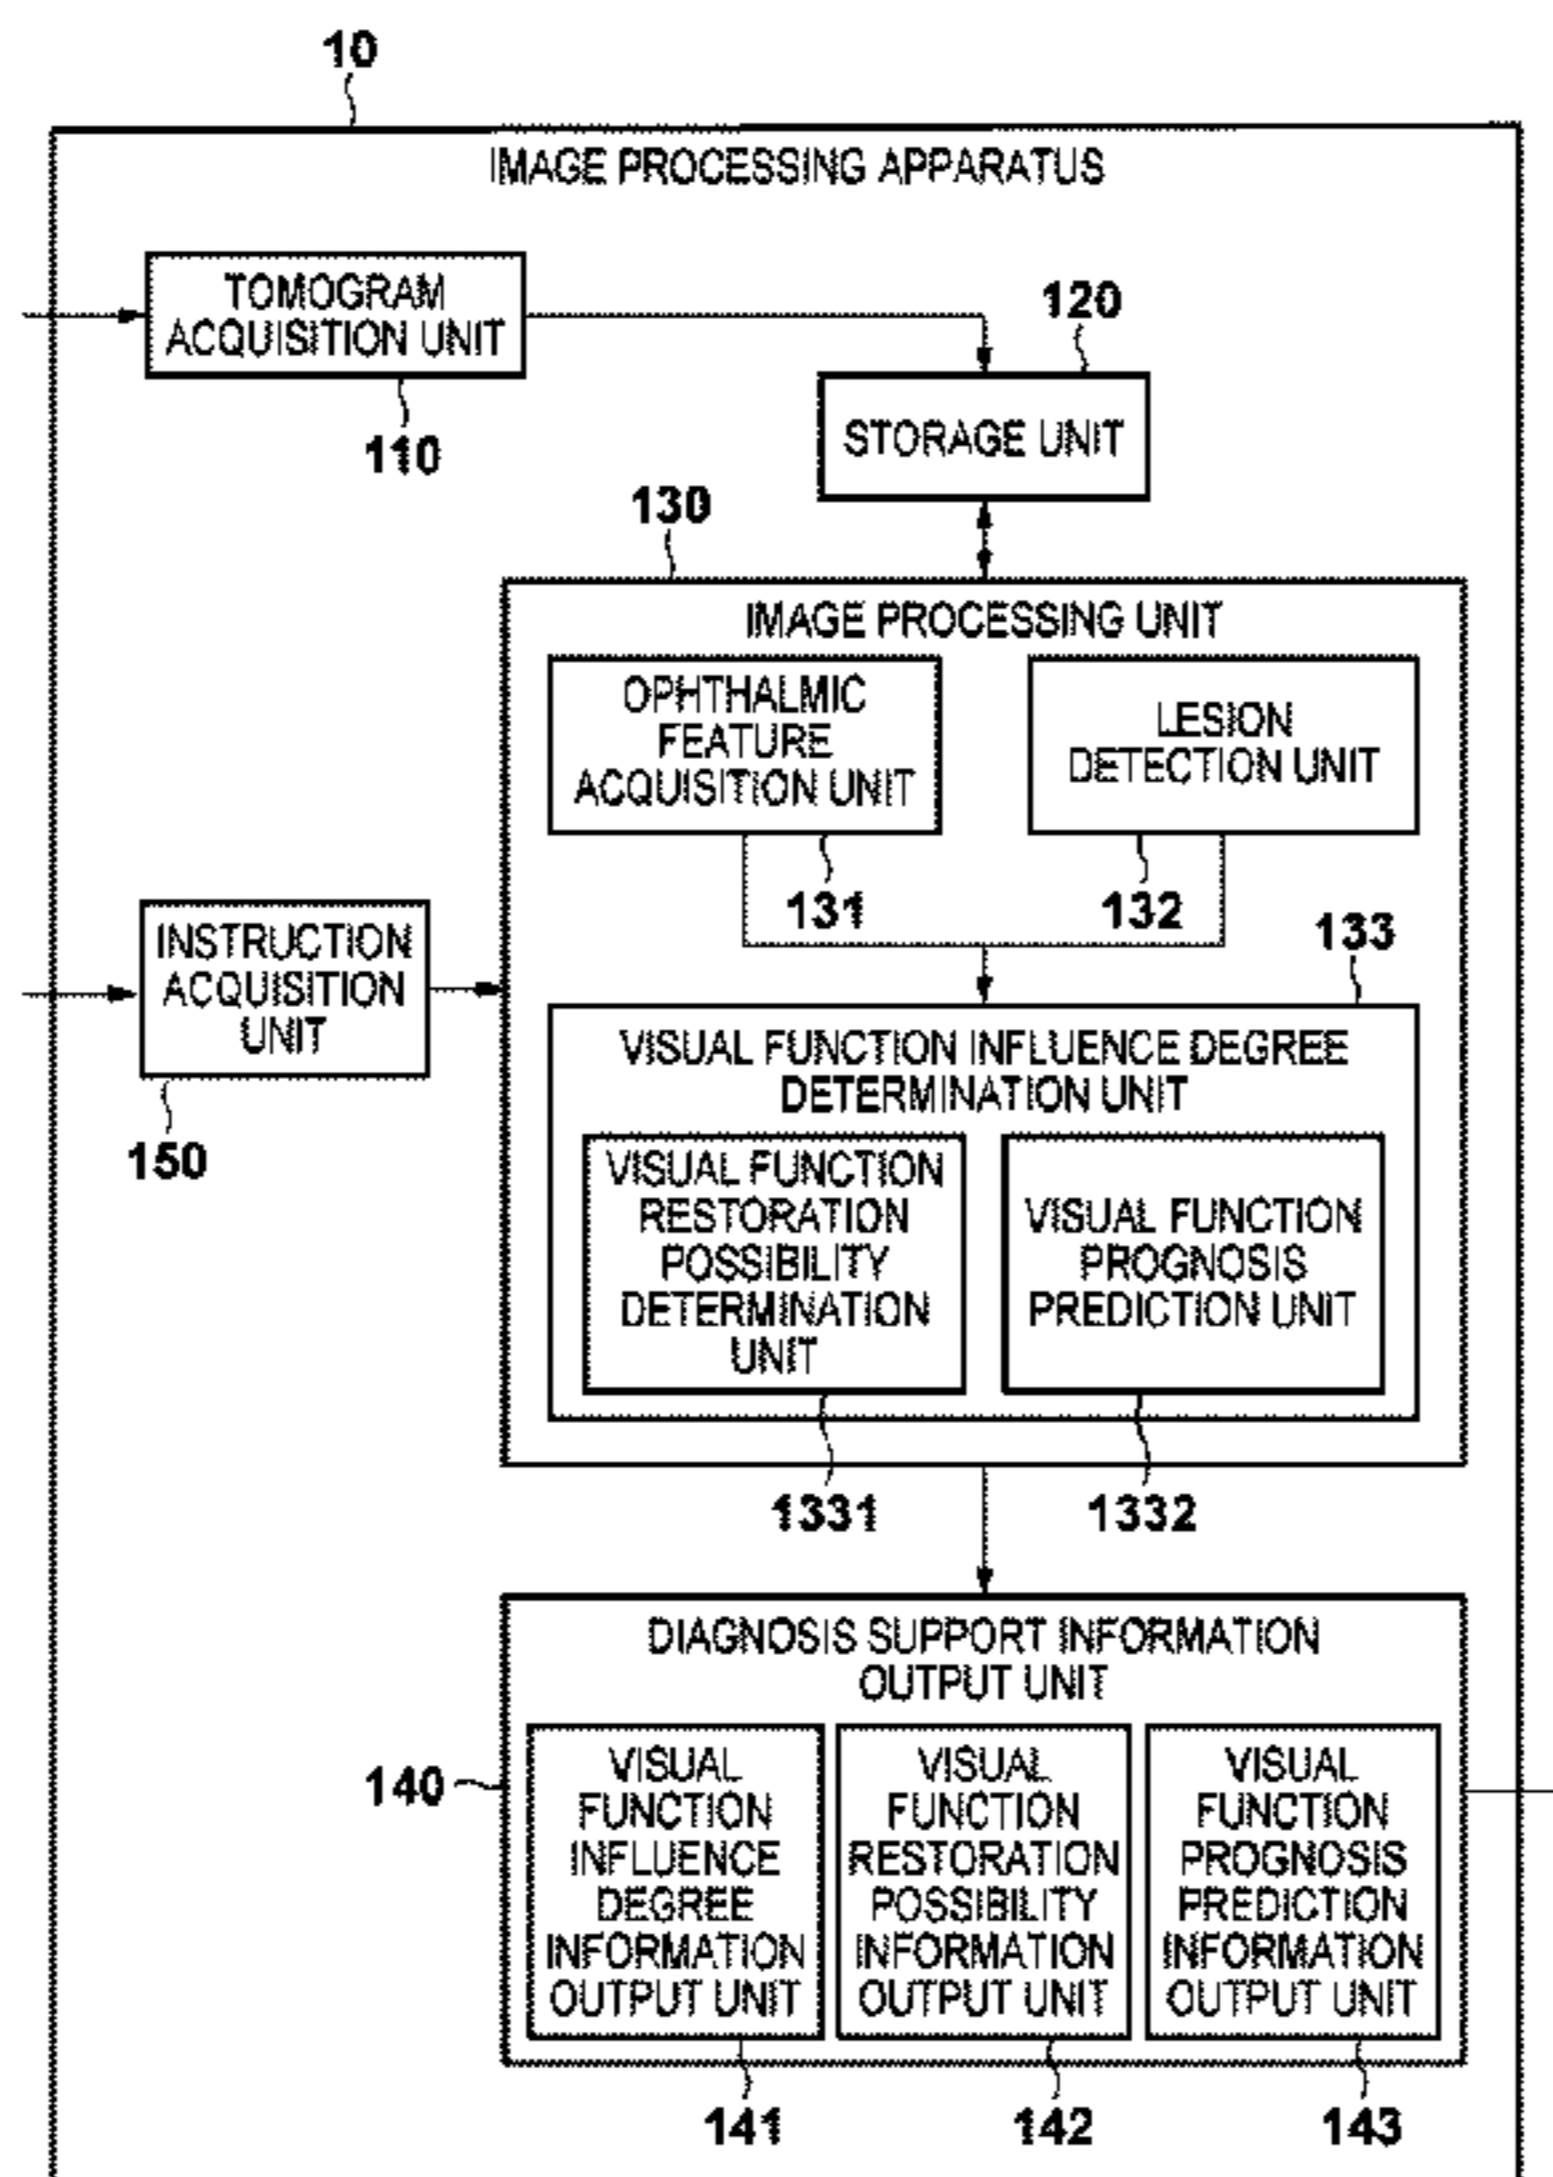 10
IMAGE PROCESSING APPARATUS
TOMOGRAM
ACQUISITION UNIT
110
120
STORAGE UNIT
130
IMAGE PROCESSING UNIT
OPHTHALMIC
FEATURE
ACQUISITION UNIT
131
LESION
DETECTION UNIT
132
INSTRUCTION
ACQUISITION
UNIT
150
133
VISUAL FUNCTION INFLUENCE DEGREE
DETERMINATION UNIT
VISUAL FUNCTION
RESTORATION
POSSIBILITY
DETERMINATION
UNIT
1331
VISUAL FUNCTION
PROGNOSIS
PREDICTION UNIT
1332
DIAGNOSIS SUPPORT INFORMATION
OUTPUT UNIT
140
VISUAL
FUNCTION
INFLUENCE
DEGREE
INFORMATION
OUTPUT UNIT
141
VISUAL
FUNCTION
RESTORATION
POSSIBILITY
INFORMATION
OUTPUT UNIT
142
VISUAL
FUNCTION
PROGNOSIS
PREDICTION
INFORMATION
OUTPUT UNIT
143